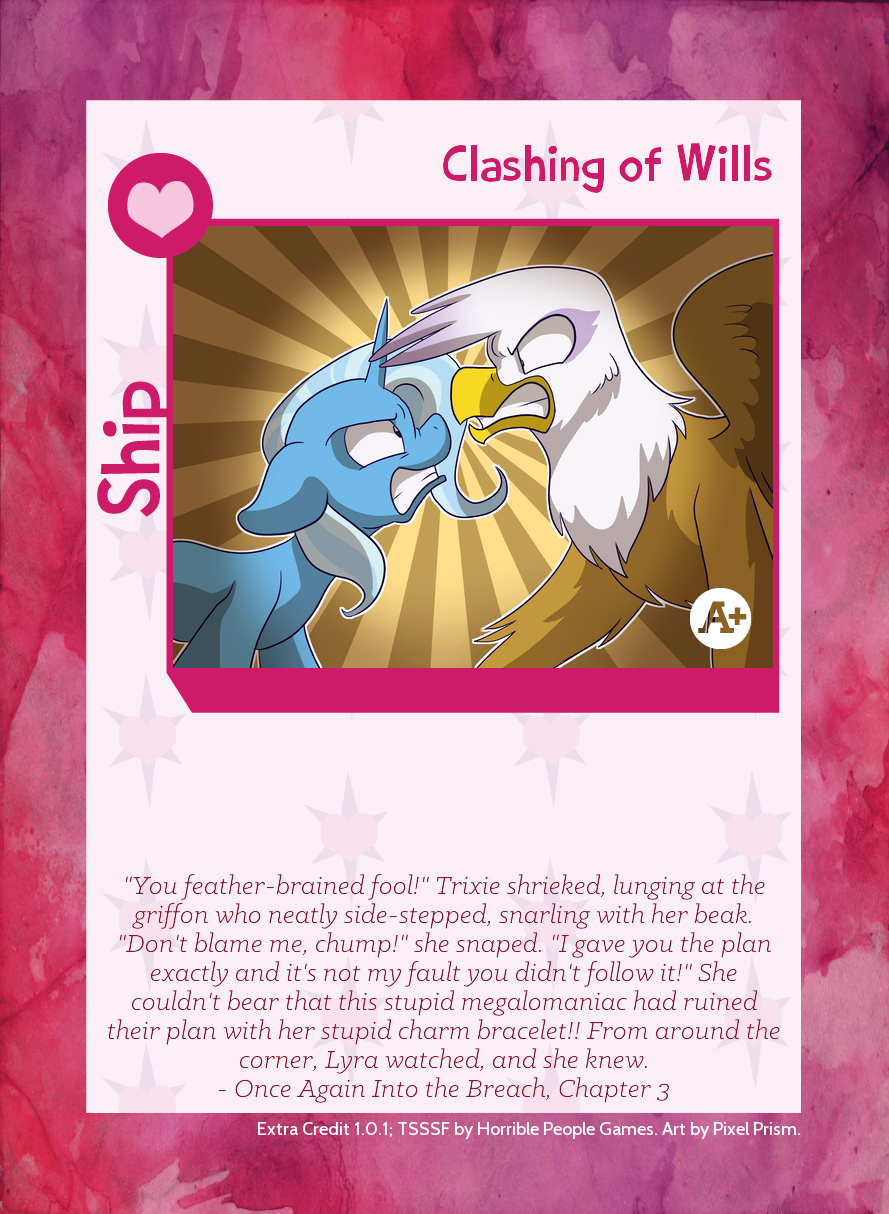 Clashing of Wills
Ship
A+
"You feather-brained fool!" Trixie shrieked, lunging at the
griffon who neatly side-stepped, snarling with her beak.
"Don't blame me, chump!" she snaped. "I gave you the plan
exactly and it's not my fault you didn't follow it!" She
couldn't bear that this stupid megalomaniac had ruined
their plan with her stupid charm bracelet!! From around the
corner, Lyra watched, and she knew.
- Once Again Into the Breach, Chapter 3
Extra Credit 1.0.1; TSSSF by Horrible People Games. Art by Pixel Prism.